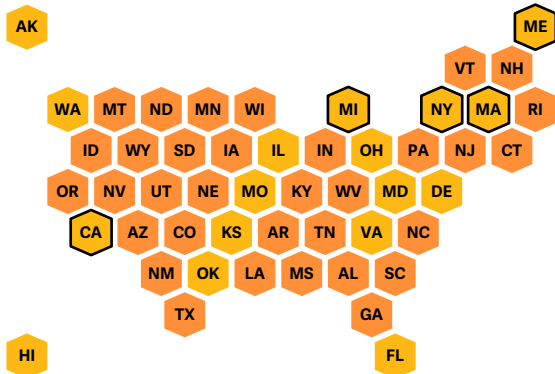 AK ME
VT NH
WA MT ND MN WI MI NY MA RI
ID WY SD IA IL IN OH PA NJ CT
OR NV UT NE MO KY WV MD DE
CA AZ CO KS AR TN VA NC
NM OK LA MS AL SC
TX GA
HI FL